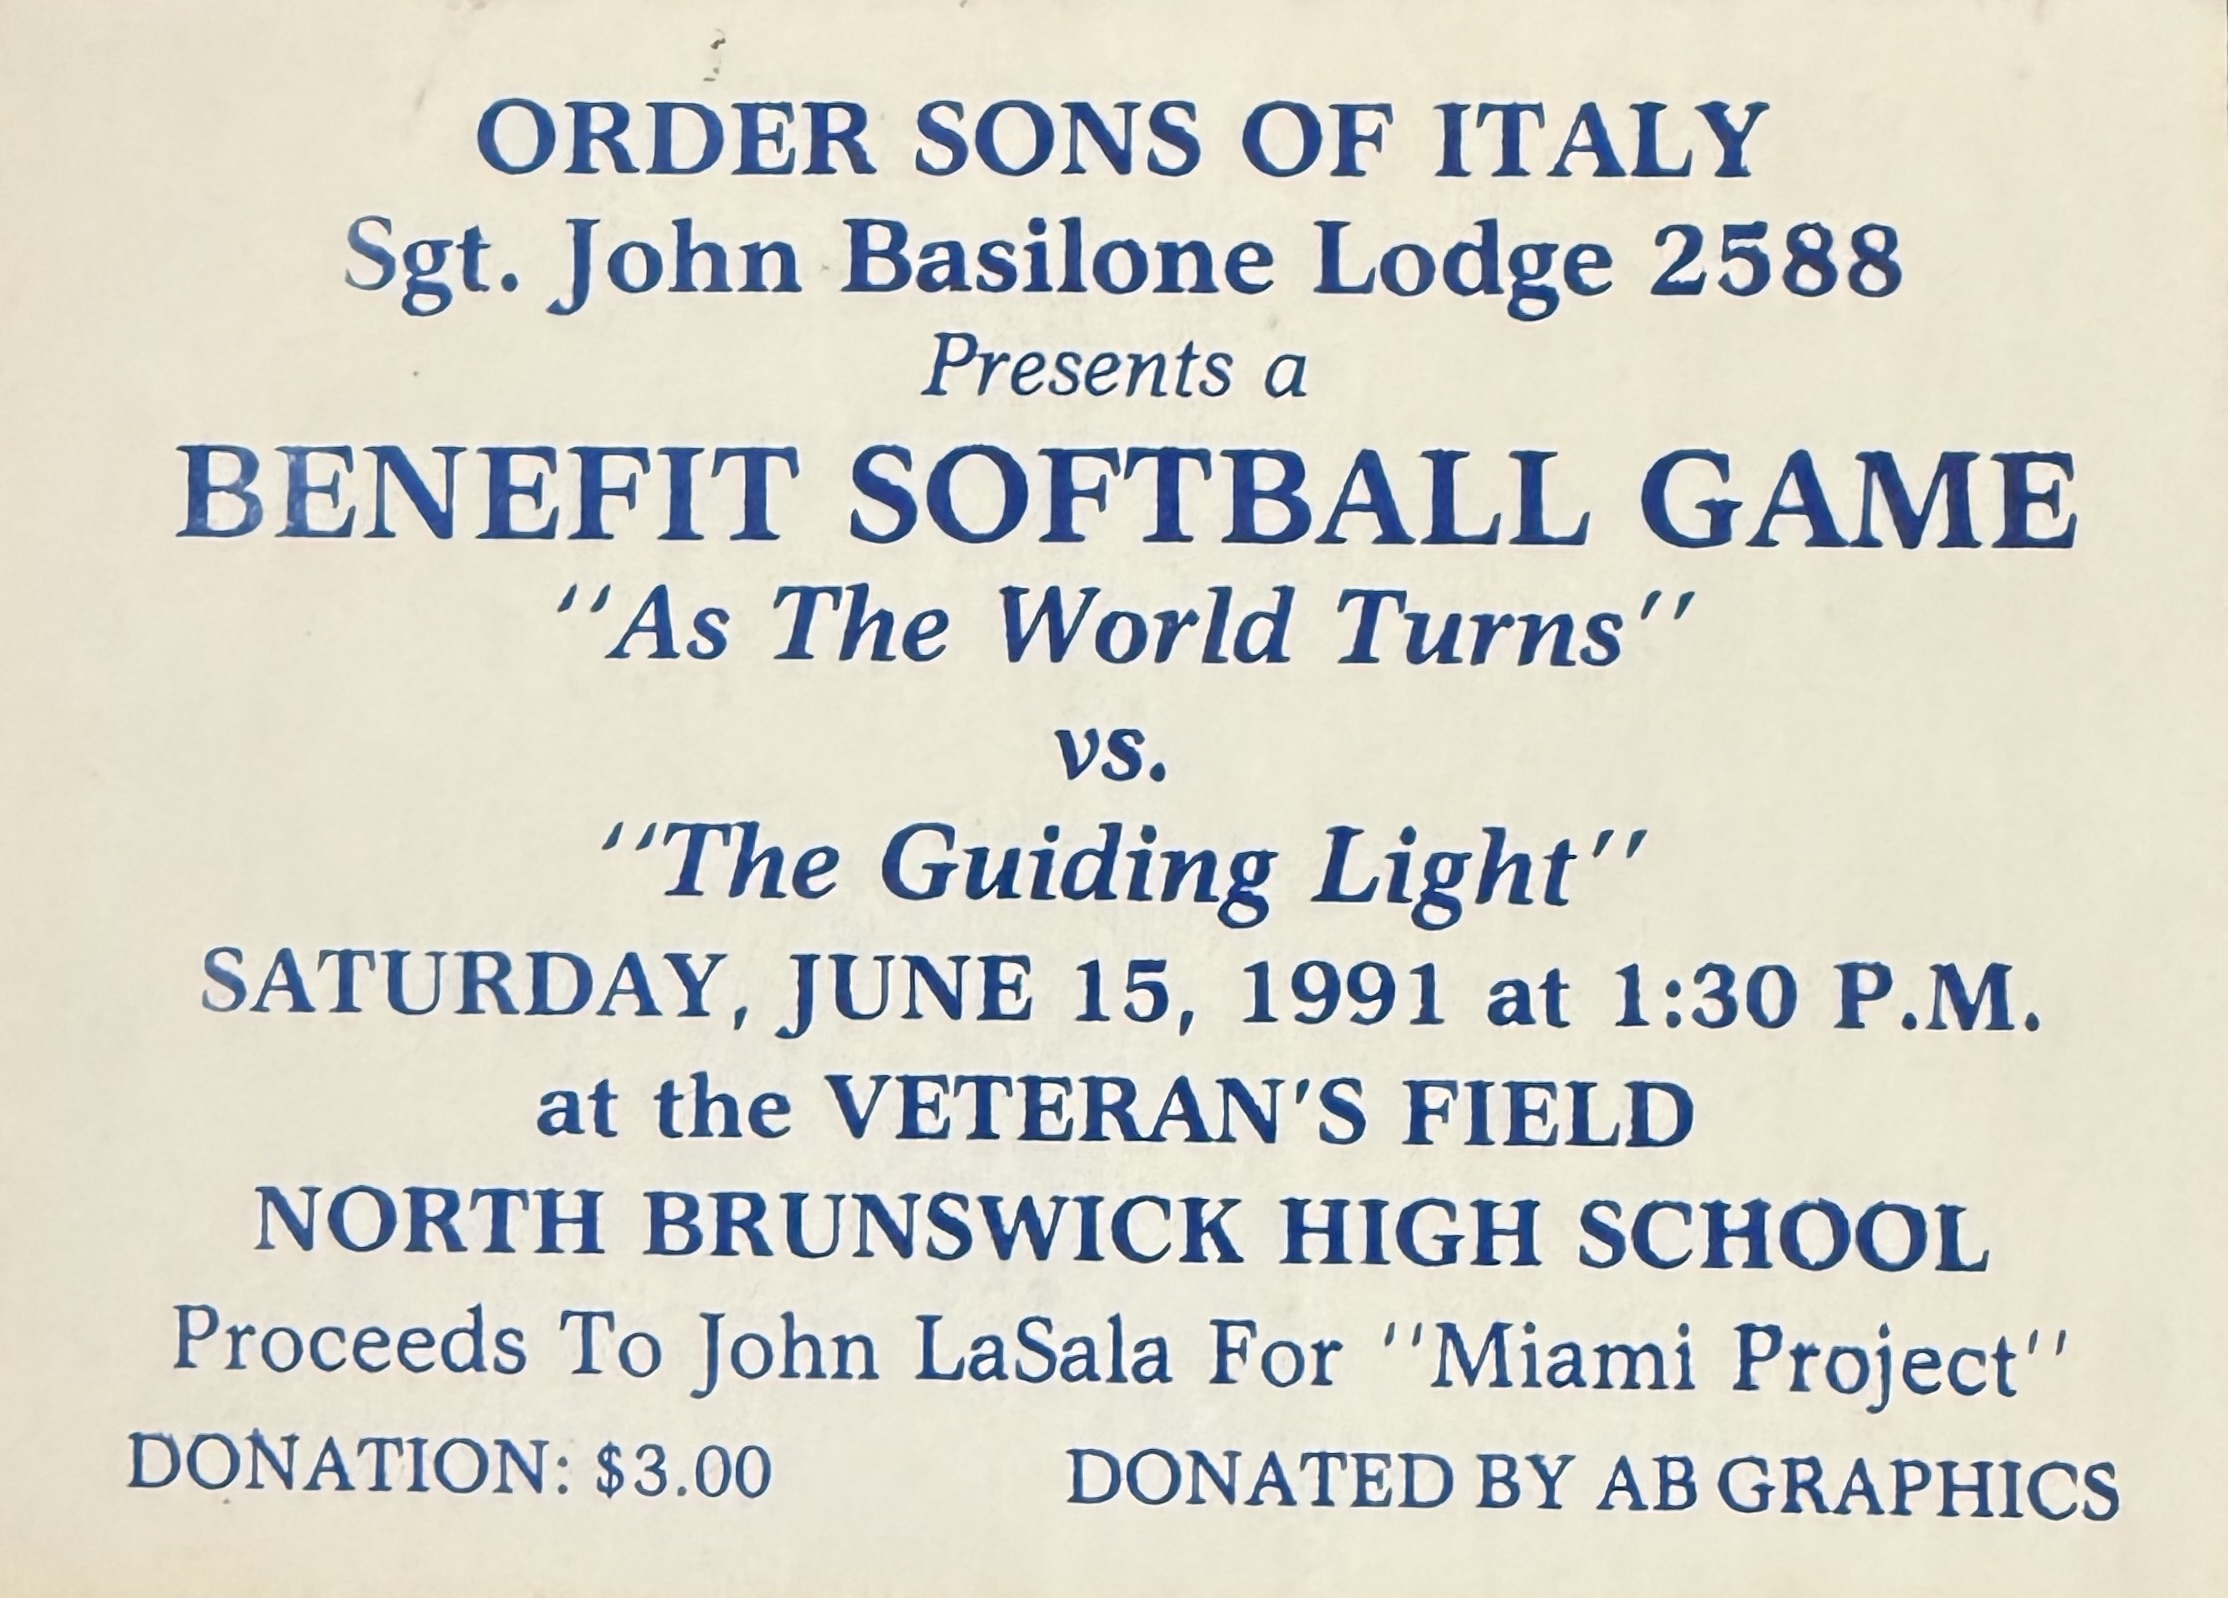 ORDER SONS OF ITALY
Sgt. John Basilone Lodge 2588
Presents a
BENEFIT SOFTBALL GAME
"As The World Turns"
vs.
"The Guiding Light"
SATURDAY, JUNE 15, 1991 at 1:30 P.M.
at the VETERAN'S FIELD
NORTH BRUNSWICK HIGH SCHOOL
Proceeds To John LaSala For "Miami Project"
DONATION: $3.00 DONATED BY AB GRAPHICS